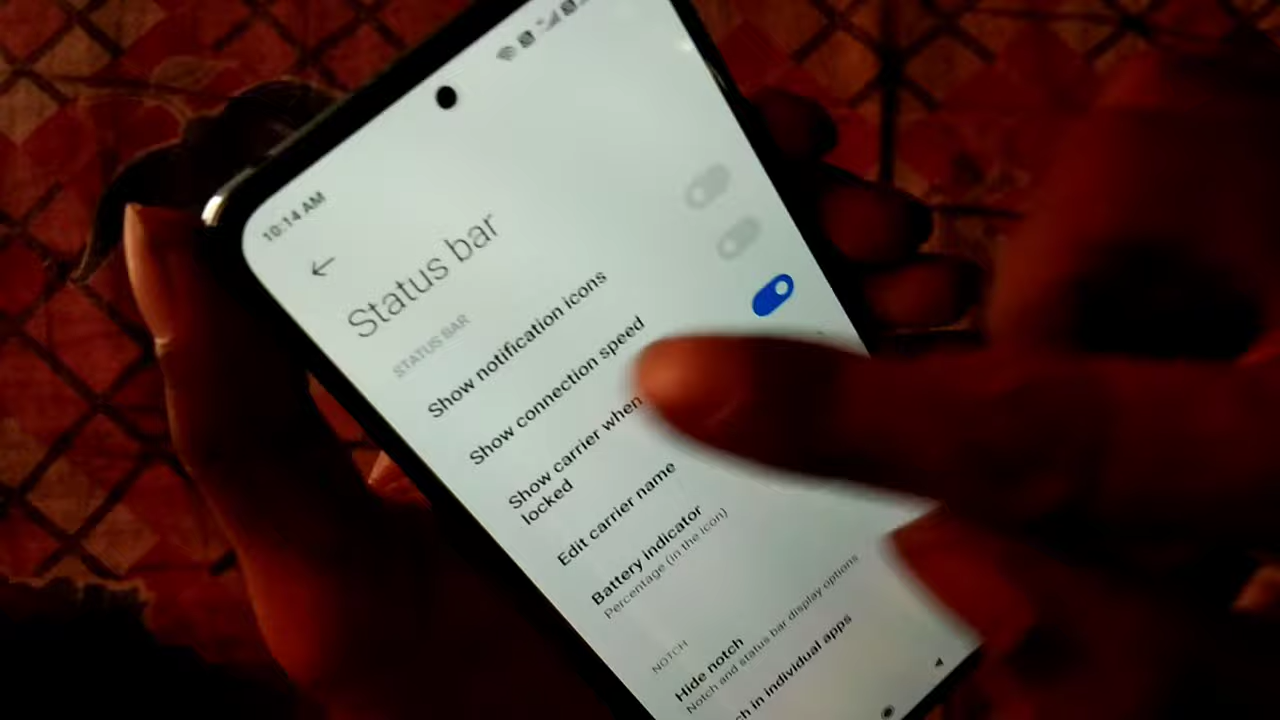 10:14 AM
Status bar
STATUS BAR
Show notification icons
Show connection speed
Show carrier when
locked
Edit carrier name
Battery indicator
Percentage (in the icon)
NOTCH
Hide notch
Notch and status bar display options
in individual apps